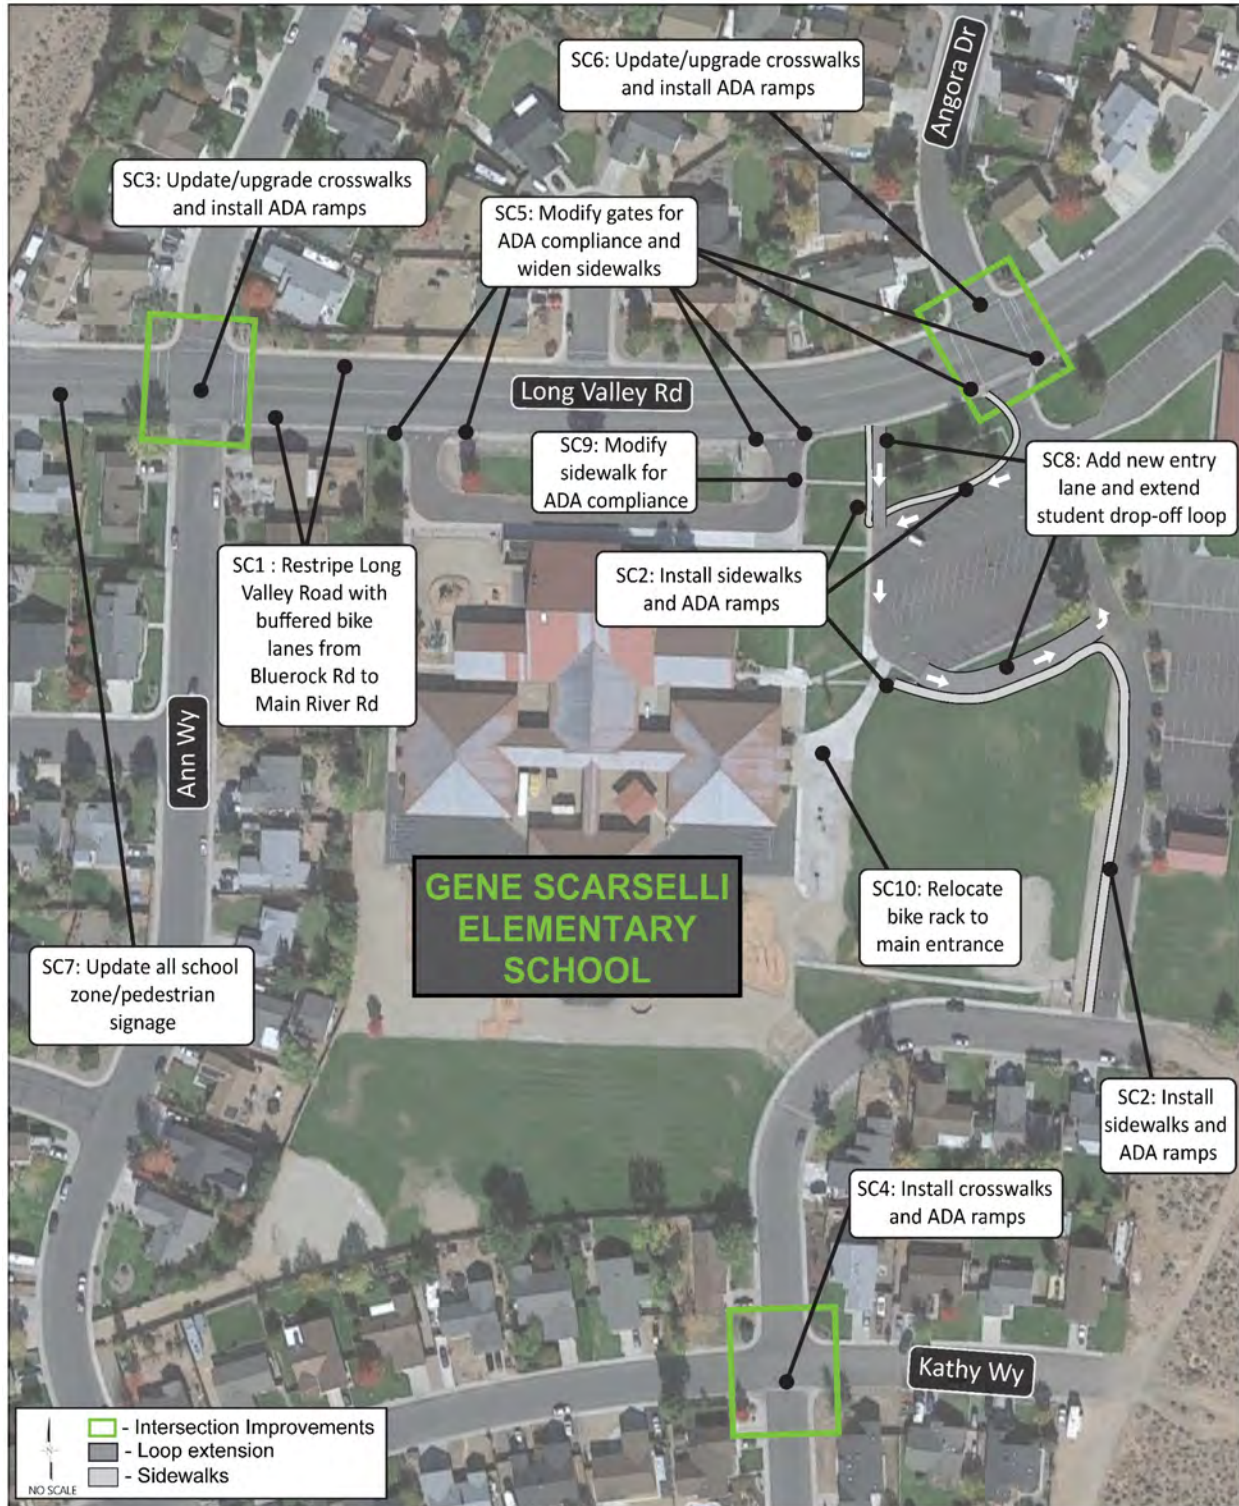 SC6: Update/upgrade crosswalks
and install ADA ramps
Angora Dr
SC3: Update/upgrade crosswalks
and install ADA ramps
SC5: Modify gates for
ADA compliance and
widen sidewalks
Long Valley Rd
SC9: Modify
sidewalk for
ADA compliance
SC8: Add new entry
lane and extend
student drop-off loop
SC1 : Restripe Long
Valley Road with
buffered bike
lanes from
Bluerock Rd to
Main River Rd
SC2: Install sidewalks
and ADA ramps
Ann Wy
GENE SCARSELLI
ELEMENTARY
SCHOOL
SC10: Relocate
bike rack to
main entrance
SC7: Update all school
zone/pedestrian
signage
SC2: Install
sidewalks and
ADA ramps
SC4: Install crosswalks
and ADA ramps
Kathy Wy
- Intersection Improvements
- Loop extension
- Sidewalks
NO SCALE